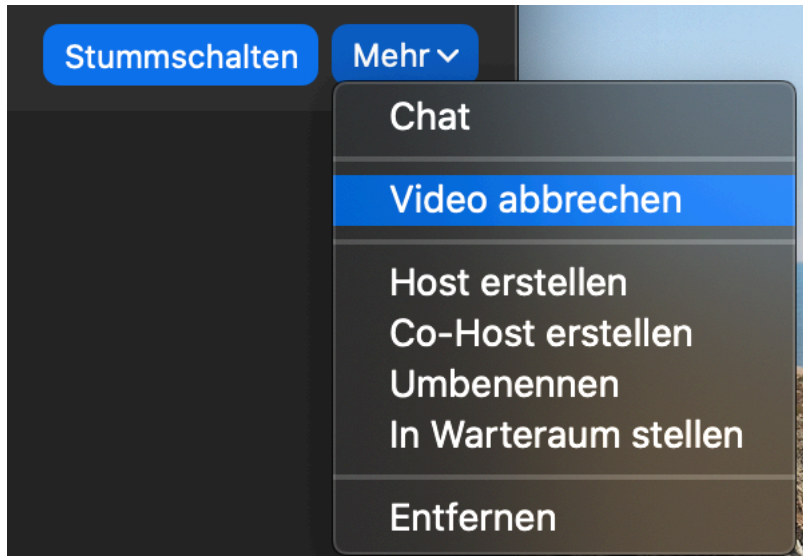 Stummschalten Mehr
Chat
Video abbrechen
Host erstellen
Co-Host erstellen
Umbenennen
In Warteraum stellen
Entfernen